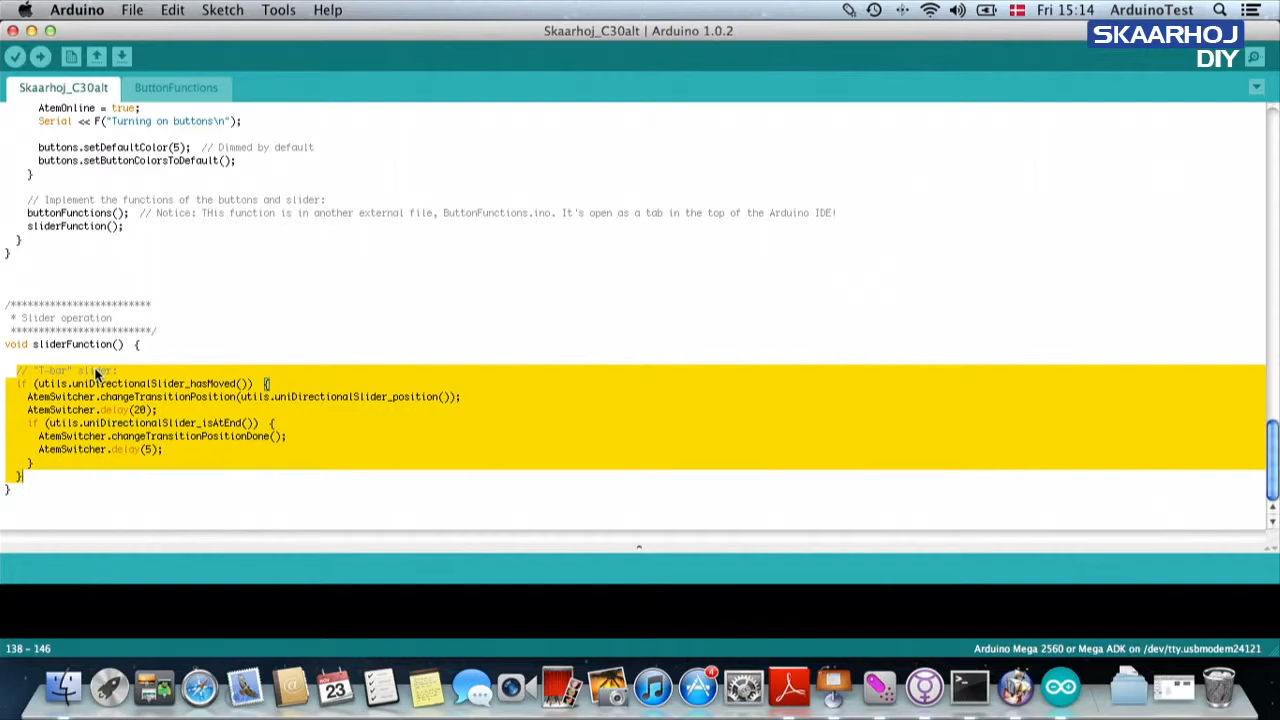 Arduino File Edit Sketch Tools Help Fri 15:14 ArduinoTest
Skaarhoj_C30alt | Arduino 1.0.2
SKAARHOJ
DIY
Skaarhoj_C30alt ButtonFunctions
AtemOnline = true;
Serial << F("Turning on buttons\n");
buttons.setDefaultColor(5); // Dimmed by default
buttons.setButtonColorsToDefault();
}
// Implement the functions of the buttons and slider:
buttonFunctions(); // Notice: THis function is in another external file, ButtonFunctions.ino. It's open as a tab in the top of the Arduino IDE!
sliderFunction();
}
}
/*************************
* Slider operation
*************************/
void sliderFunction() {
// "T-bar" slider:
if (utils.uniDirectionalSlider_hasMoved()) {
AtemSwitcher.changeTransitionPosition(utils.uniDirectionalSlider_position());
AtemSwitcher.delay(20);
if (utils.uniDirectionalSlider_isAtEnd()) {
AtemSwitcher.changeTransitionPositionDone();
AtemSwitcher.delay(5);
}
}
}
138 - 146 Arduino Mega 2560 or Mega ADK on /dev/tty.usbmodem24121
NOV
23
4